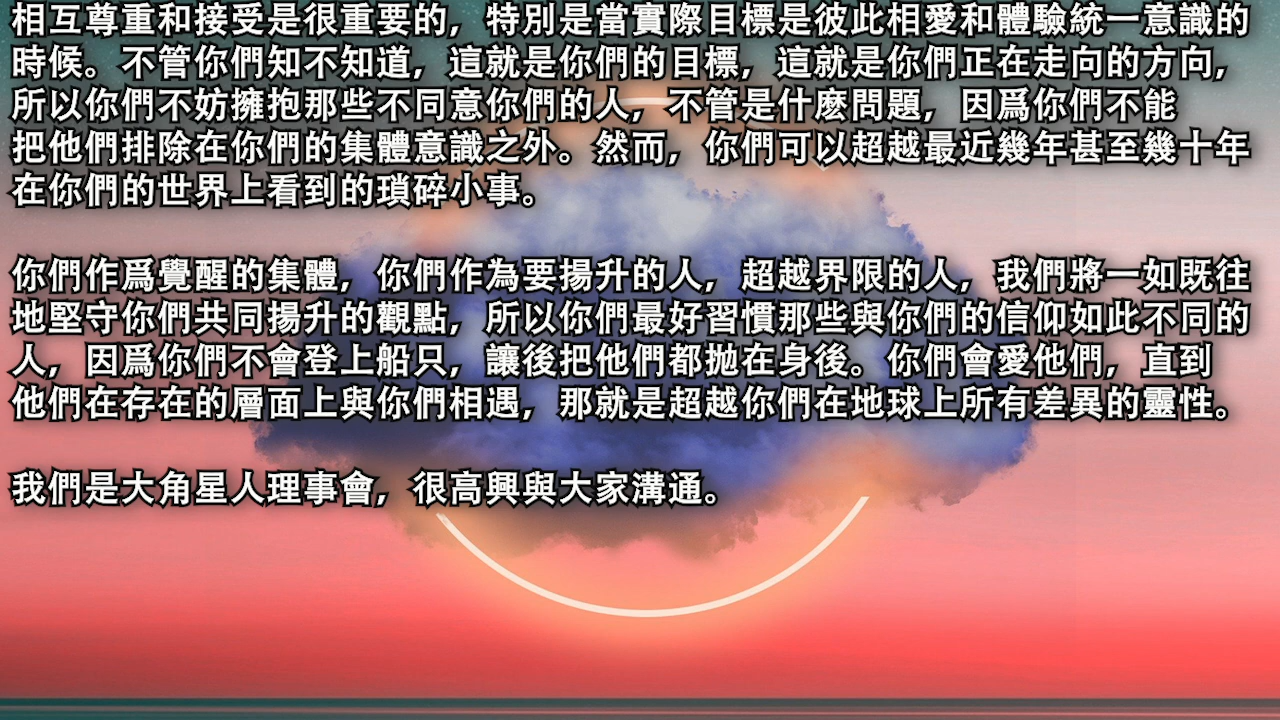 相互尊重和接受是很重要的，特別是當實際目標是彼此相愛和體驗統一意識的
時候。不管你們知不知道，這就是你們的目標，這就是你們正在走向的方向，
所以你們不妨擁抱那些不同意你們的人，不管是什麽問題，因爲你們不能
把他們排除在你們的集體意識之外。然而，你們可以超越最近幾年甚至幾十年
在你們的世界上看到的瑣碎小事。
你們作爲覺醒的集體，你們作為要揚升的人，超越界限的人，我們將一如既往
地堅守你們共同揚升的觀點，所以你們最好習慣那些與你們的信仰如此不同的
人，因爲你們不會登上船只，讓後把他們都拋在身後。你們會愛他們，直到
他們在存在的層面上與你們相遇，那就是超越你們在地球上所有差異的靈性。
我們是大角星人理事會，很高興與大家溝通。